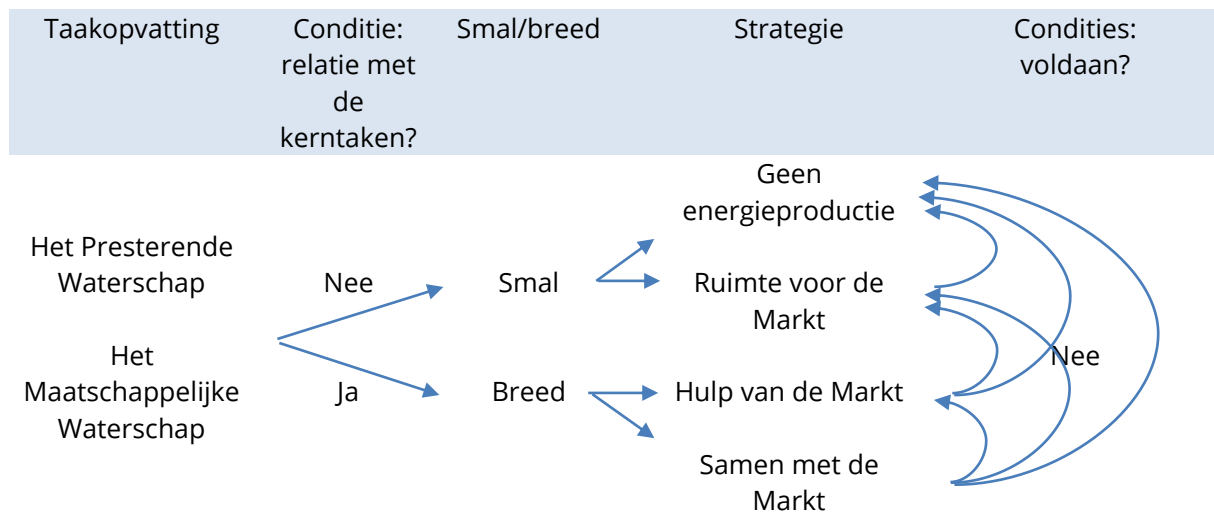 Taakopvatting
Conditie:
relatie met
de
kerntaken?
Smal/breed
Strategie
Condities:
voldaan?
Geen
energieproductie
Het Presterende
Waterschap
Nee
Smal
Ruimte voor de
Markt
Het
Maatschappelijke
Waterschap
Ja
Breed
Hulp van de Markt
Nee
Samen met de
Markt